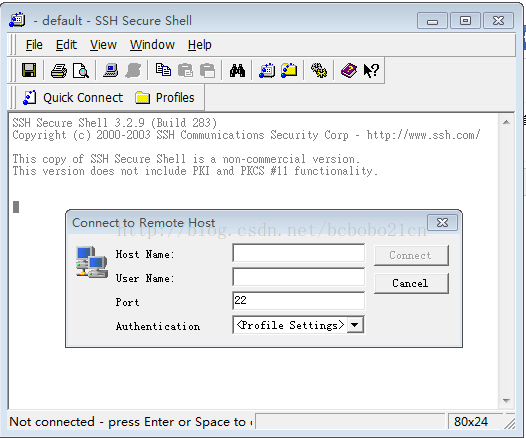 - default - SSH Secure Shell
File Edit View Window Help
Quick Connect Profiles
SSH Secure Shell 3.2.9 (Build 283)
Copyright (c) 2000-2003 SSH Communications Security Corp - http://www.ssh.com/
This copy of SSH Secure Shell is a non-commercial version.
This version does not include PKI and PKCS #11 functionality.
Connect to Remote Host
http://blog.csdn.net/bcbobo21cn
Host Name:
Connect
User Name:
Cancel
Port 22
Authentication <Profile Settings>
Not connected - press Enter or Space to
80x24